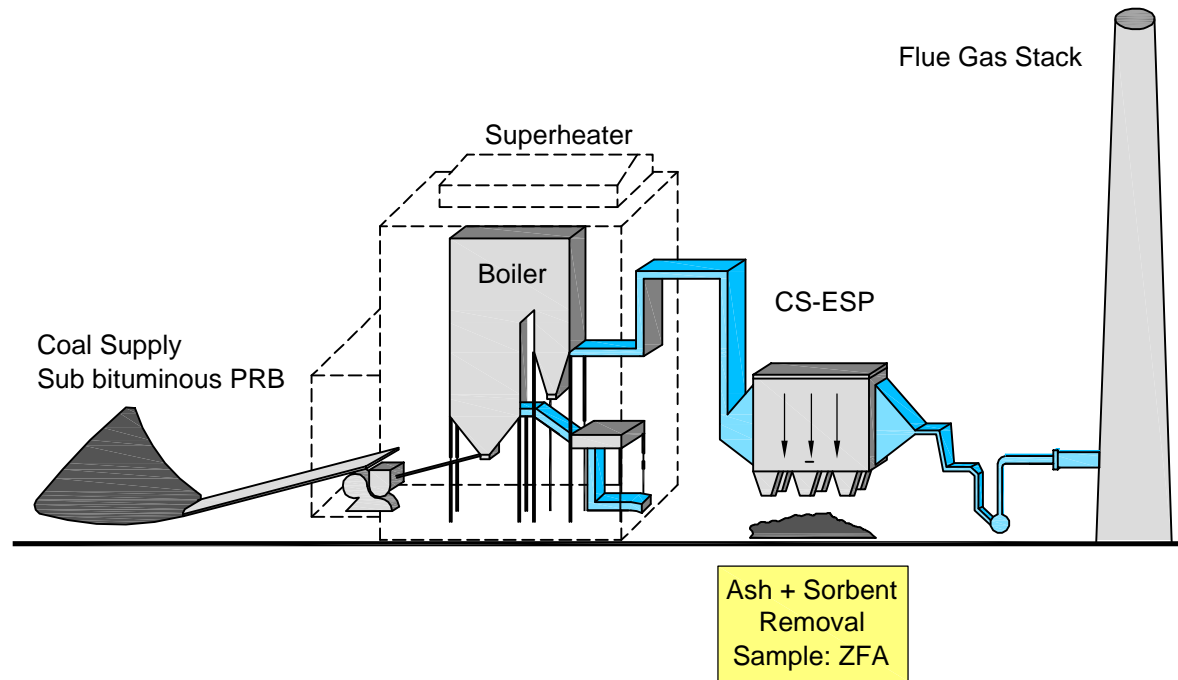 Flue Gas Stack
Superheater
Boiler
CS-ESP
Coal Supply
Sub bituminous PRB
Ash + Sorbent
Removal
Sample: ZFA